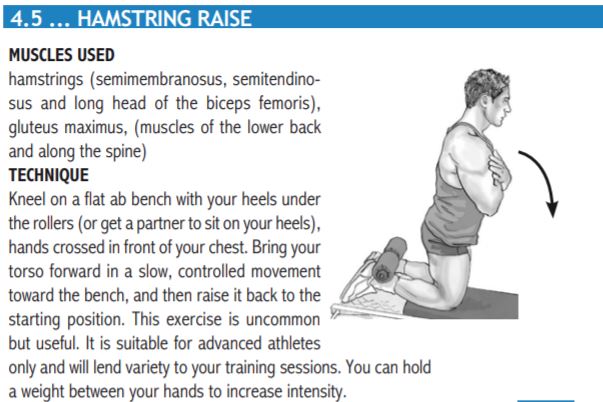 4.5 ... HAMSTRING RAISE
MUSCLES USED
hamstrings (semimembranosus, semitendino-
sus and long head of the biceps femoris),
gluteus maximus, (muscles of the lower back
and along the spine)
TECHNIQUE
Kneel on a flat ab bench with your heels under
the rollers (or get a partner to sit on your heels),
hands crossed in front of your chest. Bring your
torso forward in a slow, controlled movement
toward the bench, and then raise it back to the
starting position. This exercise is uncommon
but useful. It is suitable for advanced athletes
only and will lend variety to your training sessions. You can hold
a weight between your hands to increase intensity.